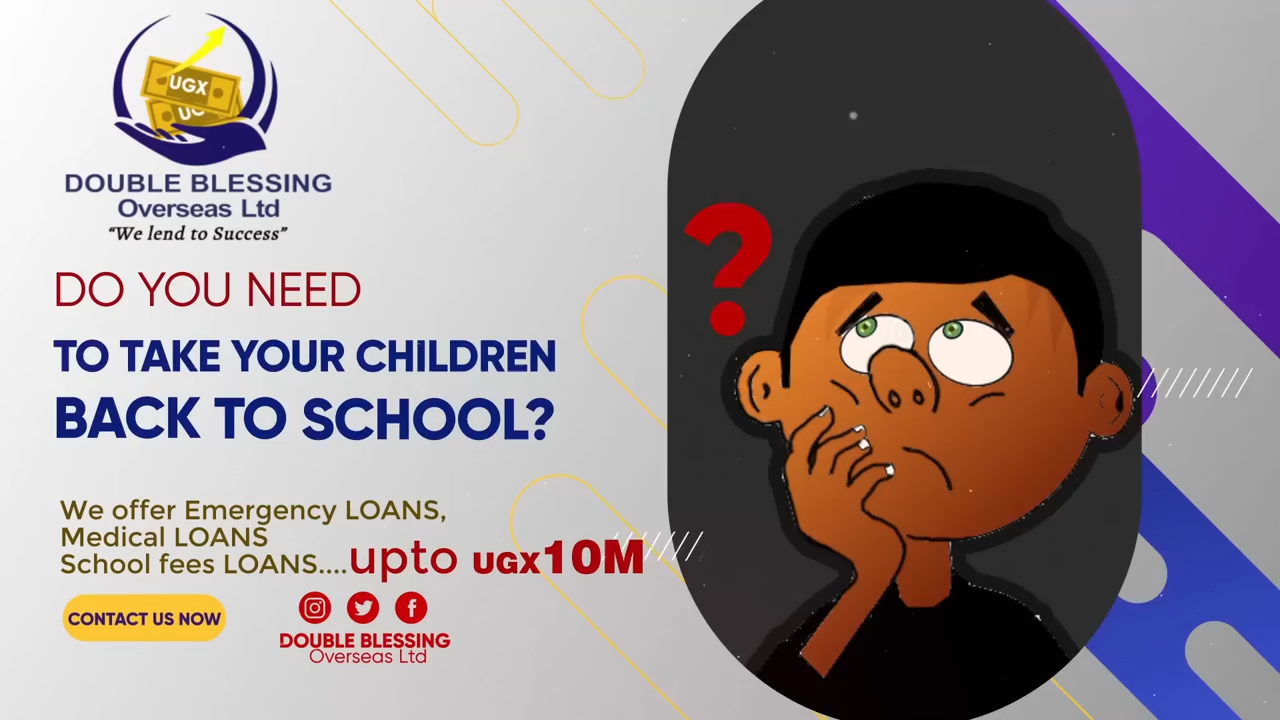 UGX
DOUBLE BLESSING
Overseas Ltd
“We lend to Success”
DO YOU NEED
TO TAKE YOUR CHILDREN
BACK TO SCHOOL?
?
We offer Emergency LOANS,
Medical LOANS
School fees LOANS....upto UGX10M
CONTACT US NOW
DOUBLE BLESSING
Overseas Ltd